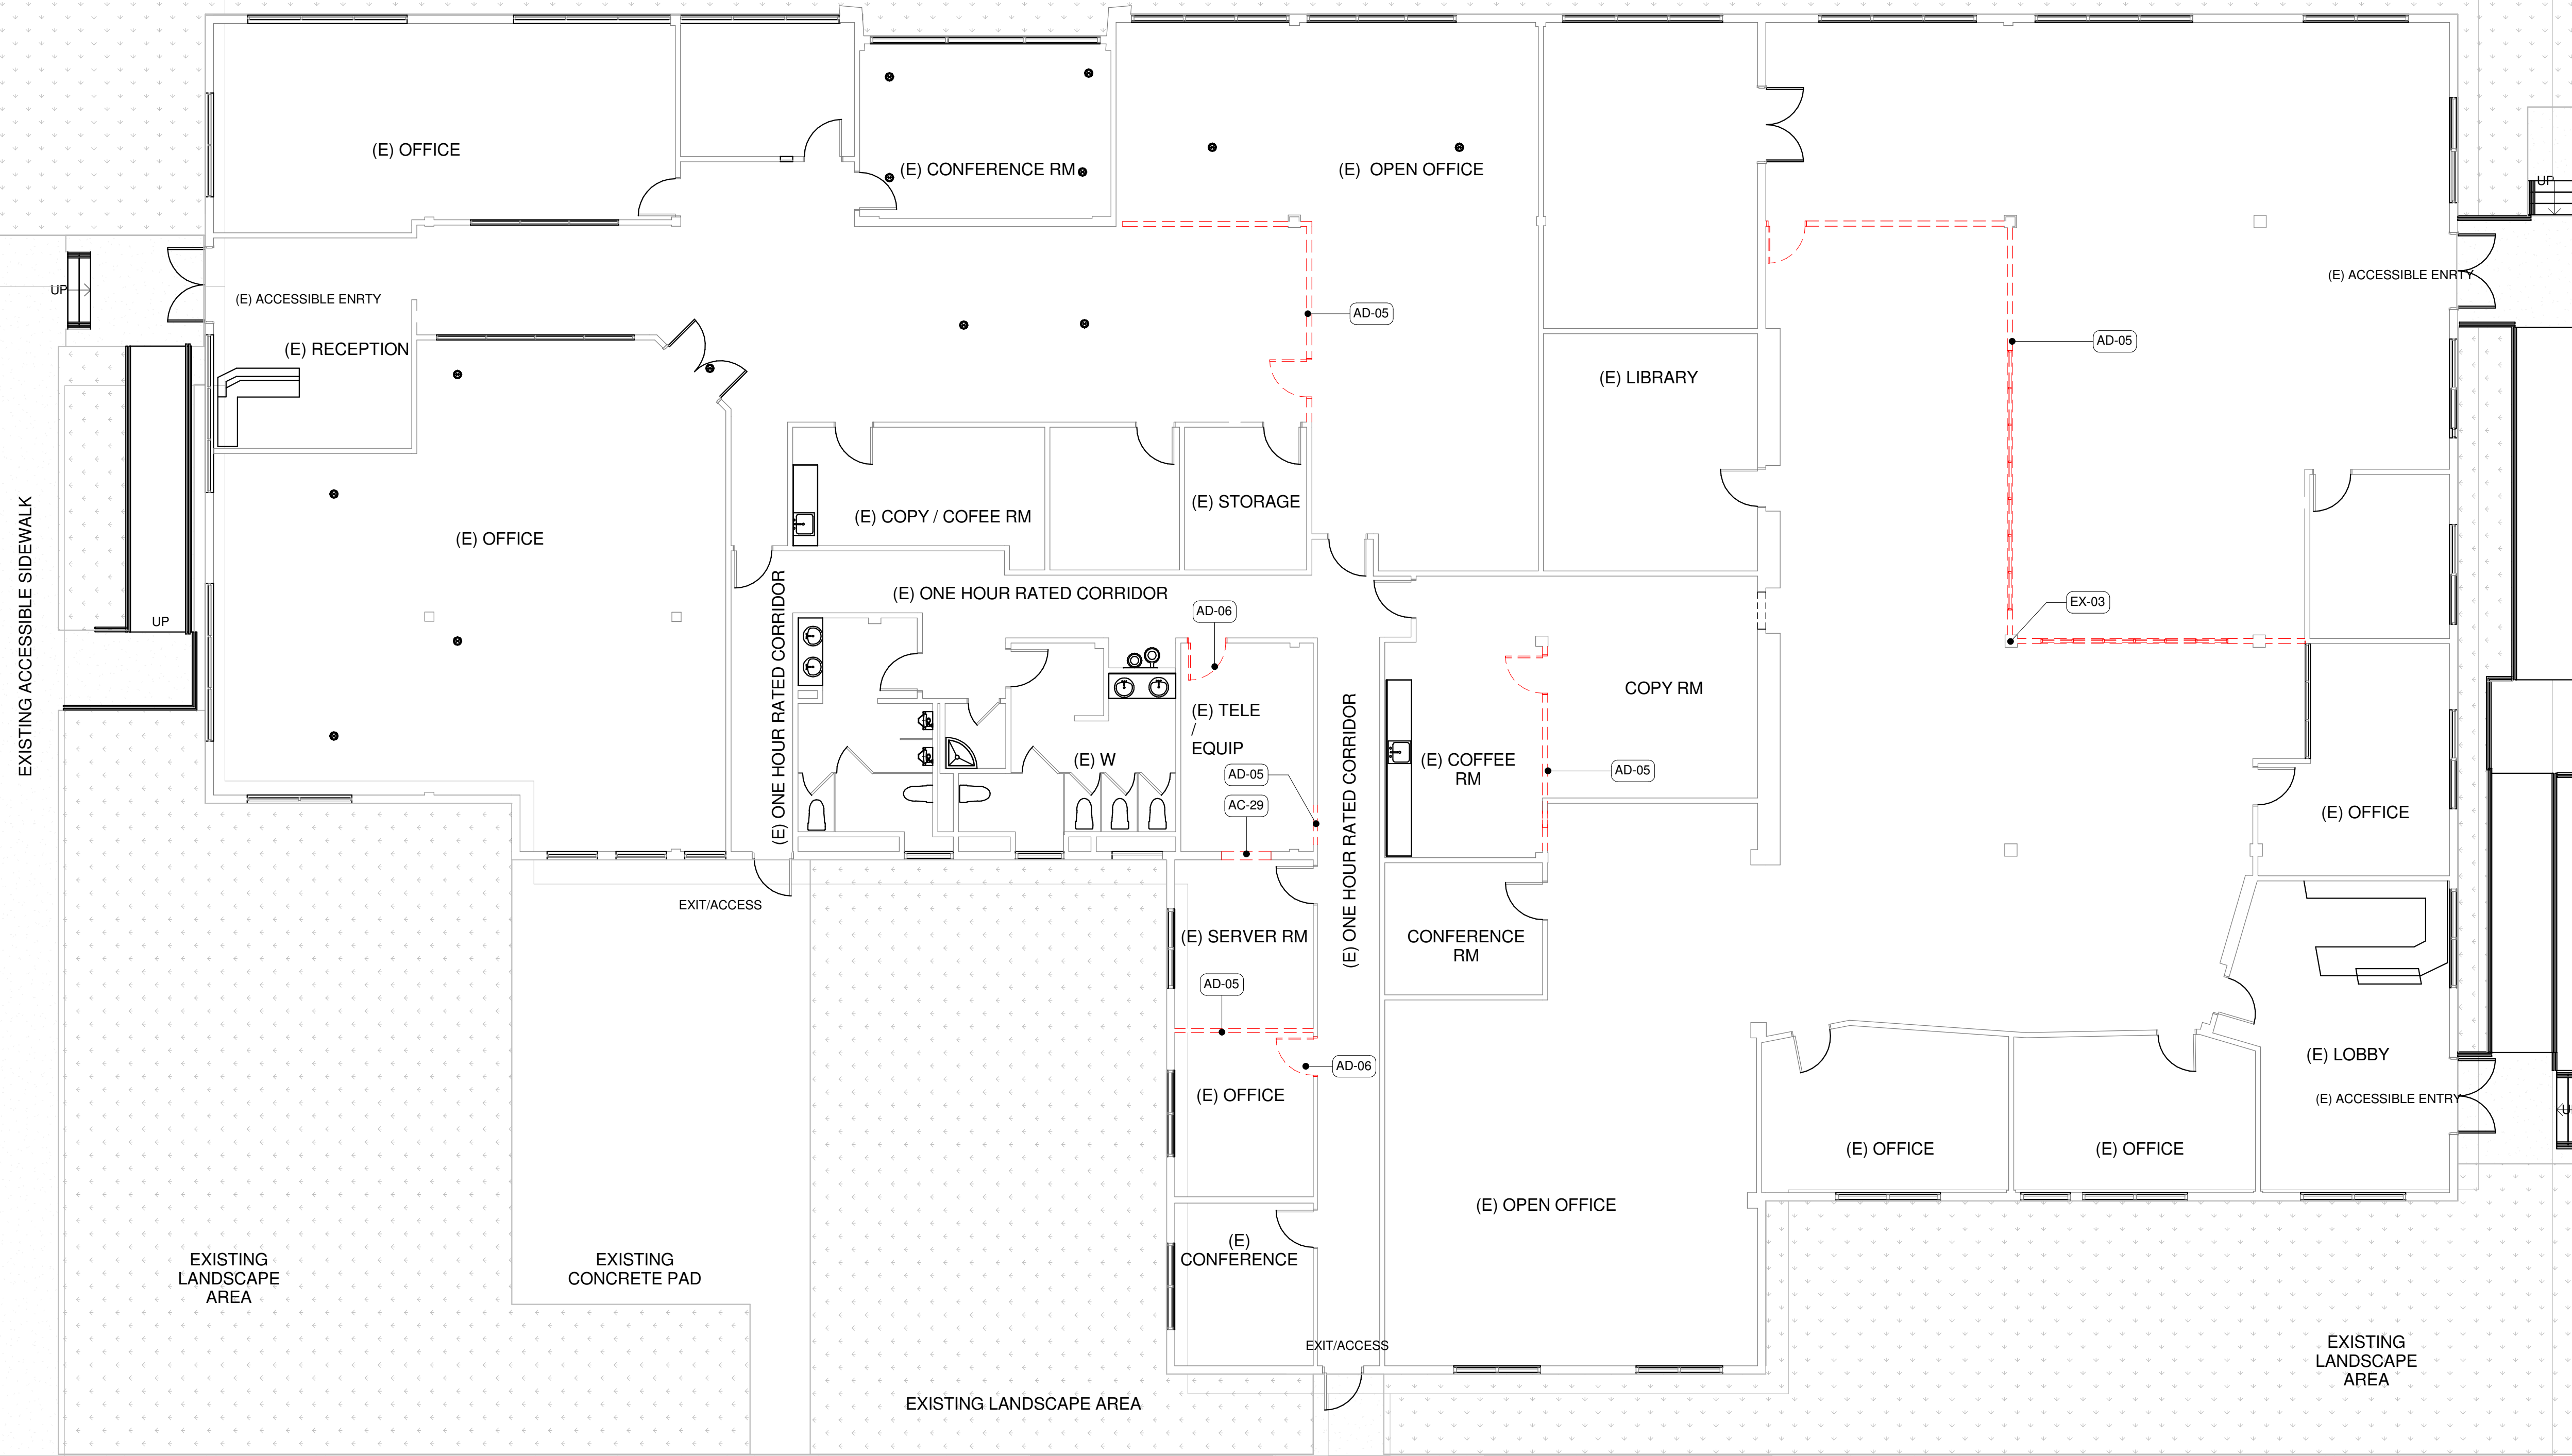 (E) OFFICE
(E) CONFERENCE RM
(E) OPEN OFFICE
UP
UP
(E) ACCESSIBLE ENRTY
(E) ACCESSIBLE ENRTY
AD-05
AD-05
(E) RECEPTION
(E) LIBRARY
(E) COPY / COFEE RM
(E) STORAGE
(E) OFFICE
EXISTING ACCESSIBLE SIDEWALK
UP
(E) ONE HOUR RATED CORRIDOR
(E) ONE HOUR RATED CORRIDOR
AD-06
EX-03
(E) TELE
/
EQUIP
(E) W
AD-05
AC-29
(E) ONE HOUR RATED CORRIDOR
(E) COFFEE
RM
COPY RM
AD-05
(E) OFFICE
EXIT/ACCESS
(E) SERVER RM
CONFERENCE
RM
AD-05
AD-06
(E) OFFICE
(E) LOBBY
(E) ACCESSIBLE ENTRY
(E) OFFICE
(E) OFFICE
(E) OPEN OFFICE
(E)
CONFERENCE
EXISTING
LANDSCAPE
AREA
EXISTING
CONCRETE PAD
EXIT/ACCESS
EXISTING LANDSCAPE AREA
EXISTING
LANDSCAPE
AREA